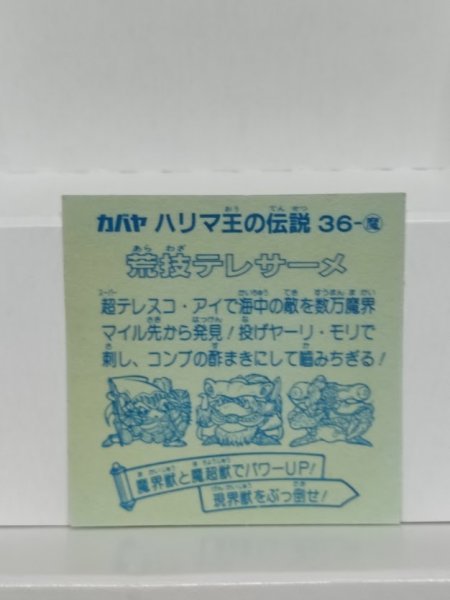 カバヤ ハリマ王の伝説 36-魔
荒技テレサーメ
超テレスコ・アイで海中の敵を数万魔界
マイル先から発見!投げヤーリ・モリで
刺し、コンブの酢まきにして噛みちぎる!
魔界獣と魔超獣でパワーUP!
現界獣をぶっ倒せ!